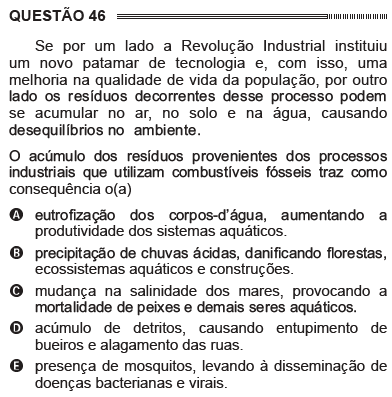 QUESTÃO 46
Se por um lado a Revolução Industrial instituiu
um novo patamar de tecnologia e, com isso, uma
melhoria na qualidade de vida da população, por outro
lado os resíduos decorrentes desse processo podem
se acumular no ar, no solo e na água, causando
desequilíbrios no ambiente.
O acúmulo dos resíduos provenientes dos processos
industriais que utilizam combustíveis fósseis traz como
consequência o(a)
A eutrofização dos corpos-d'água, aumentando a
produtividade dos sistemas aquáticos.
B precipitação de chuvas ácidas, danificando florestas,
ecossistemas aquáticos e construções.
C mudança na salinidade dos mares, provocando a
mortalidade de peixes e demais seres aquáticos.
D acúmulo de detritos, causando entupimento de
bueiros e alagamento das ruas.
E presença de mosquitos, levando à disseminação de
doenças bacterianas e virais.